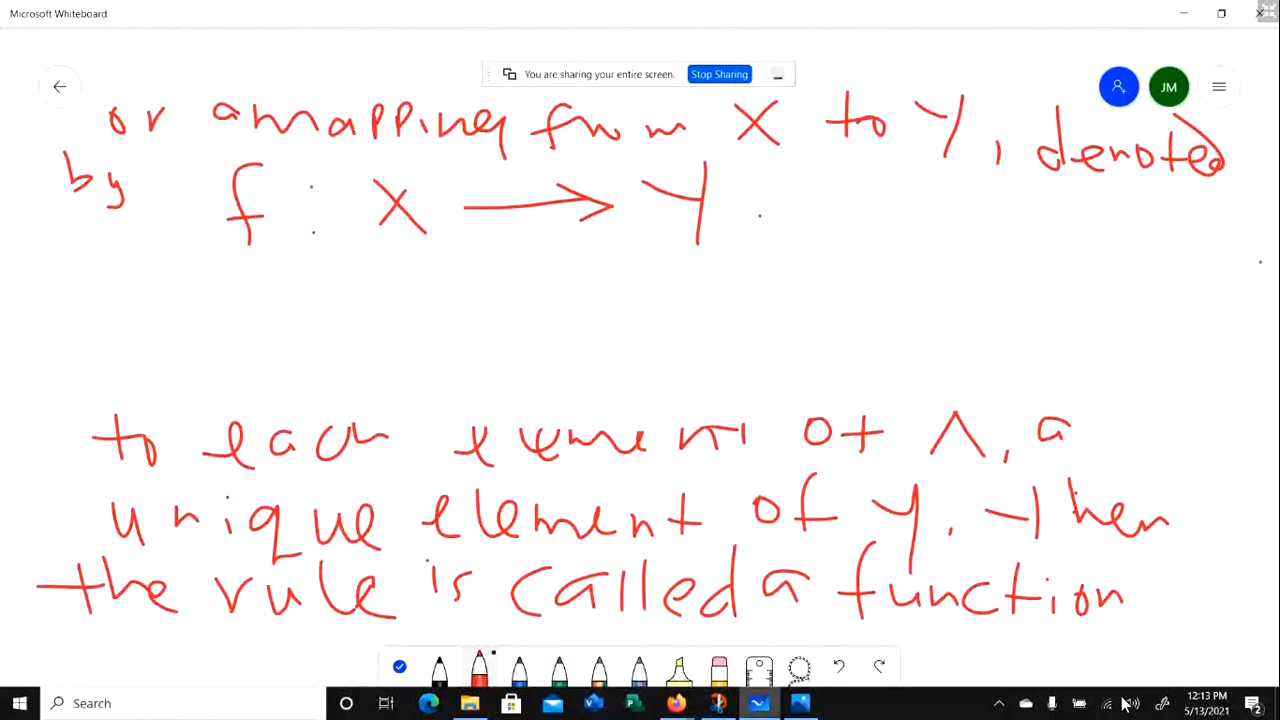 Microsoft Whiteboard
You are sharing your entire screen. Stop Sharing
JM
or a mapping from X to Y, denoted
by f : X → Y .
to each element of X, a
unique element of Y. Then
the rule is called a function
Search
12:13 PM
5/13/2021
2